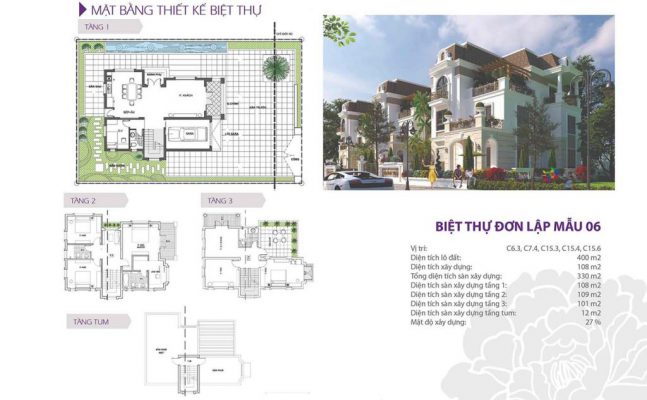 MẶT BẰNG THIẾT KẾ BIỆT THỰ
TẦNG 1
P. KHÁCH
GARA
TẦNG 2
TẦNG 3
TẦNG TUM
BIỆT THỰ ĐƠN LẬP MẪU 06
Vị trí: C6.3, C7.4, C15.3, C15.4, C15.6
Diện tích lô đất: 400 m2
Diện tích xây dựng: 108 m2
Tổng diện tích sàn xây dựng: 330 m2
Diện tích sàn xây dựng tầng 1: 108 m2
Diện tích sàn xây dựng tầng 2: 109 m2
Diện tích sàn xây dựng tầng 3: 101 m2
Diện tích sàn xây dựng tầng tum: 12 m2
Mật độ xây dựng: 27 %